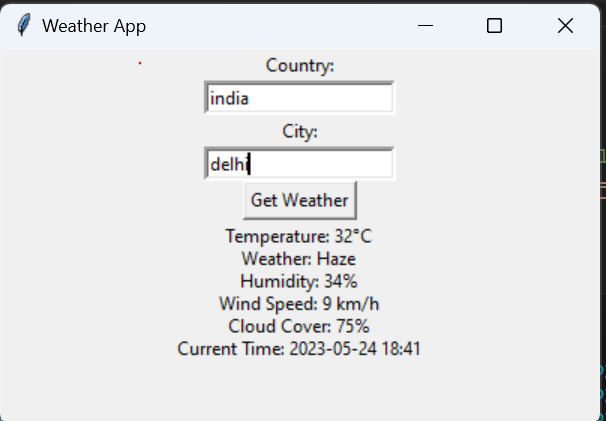 Weather App
Country:
india
City:
delhi
Get Weather
Temperature: 32°C
Weather: Haze
Humidity: 34%
Wind Speed: 9 km/h
Cloud Cover: 75%
Current Time: 2023-05-24 18:41